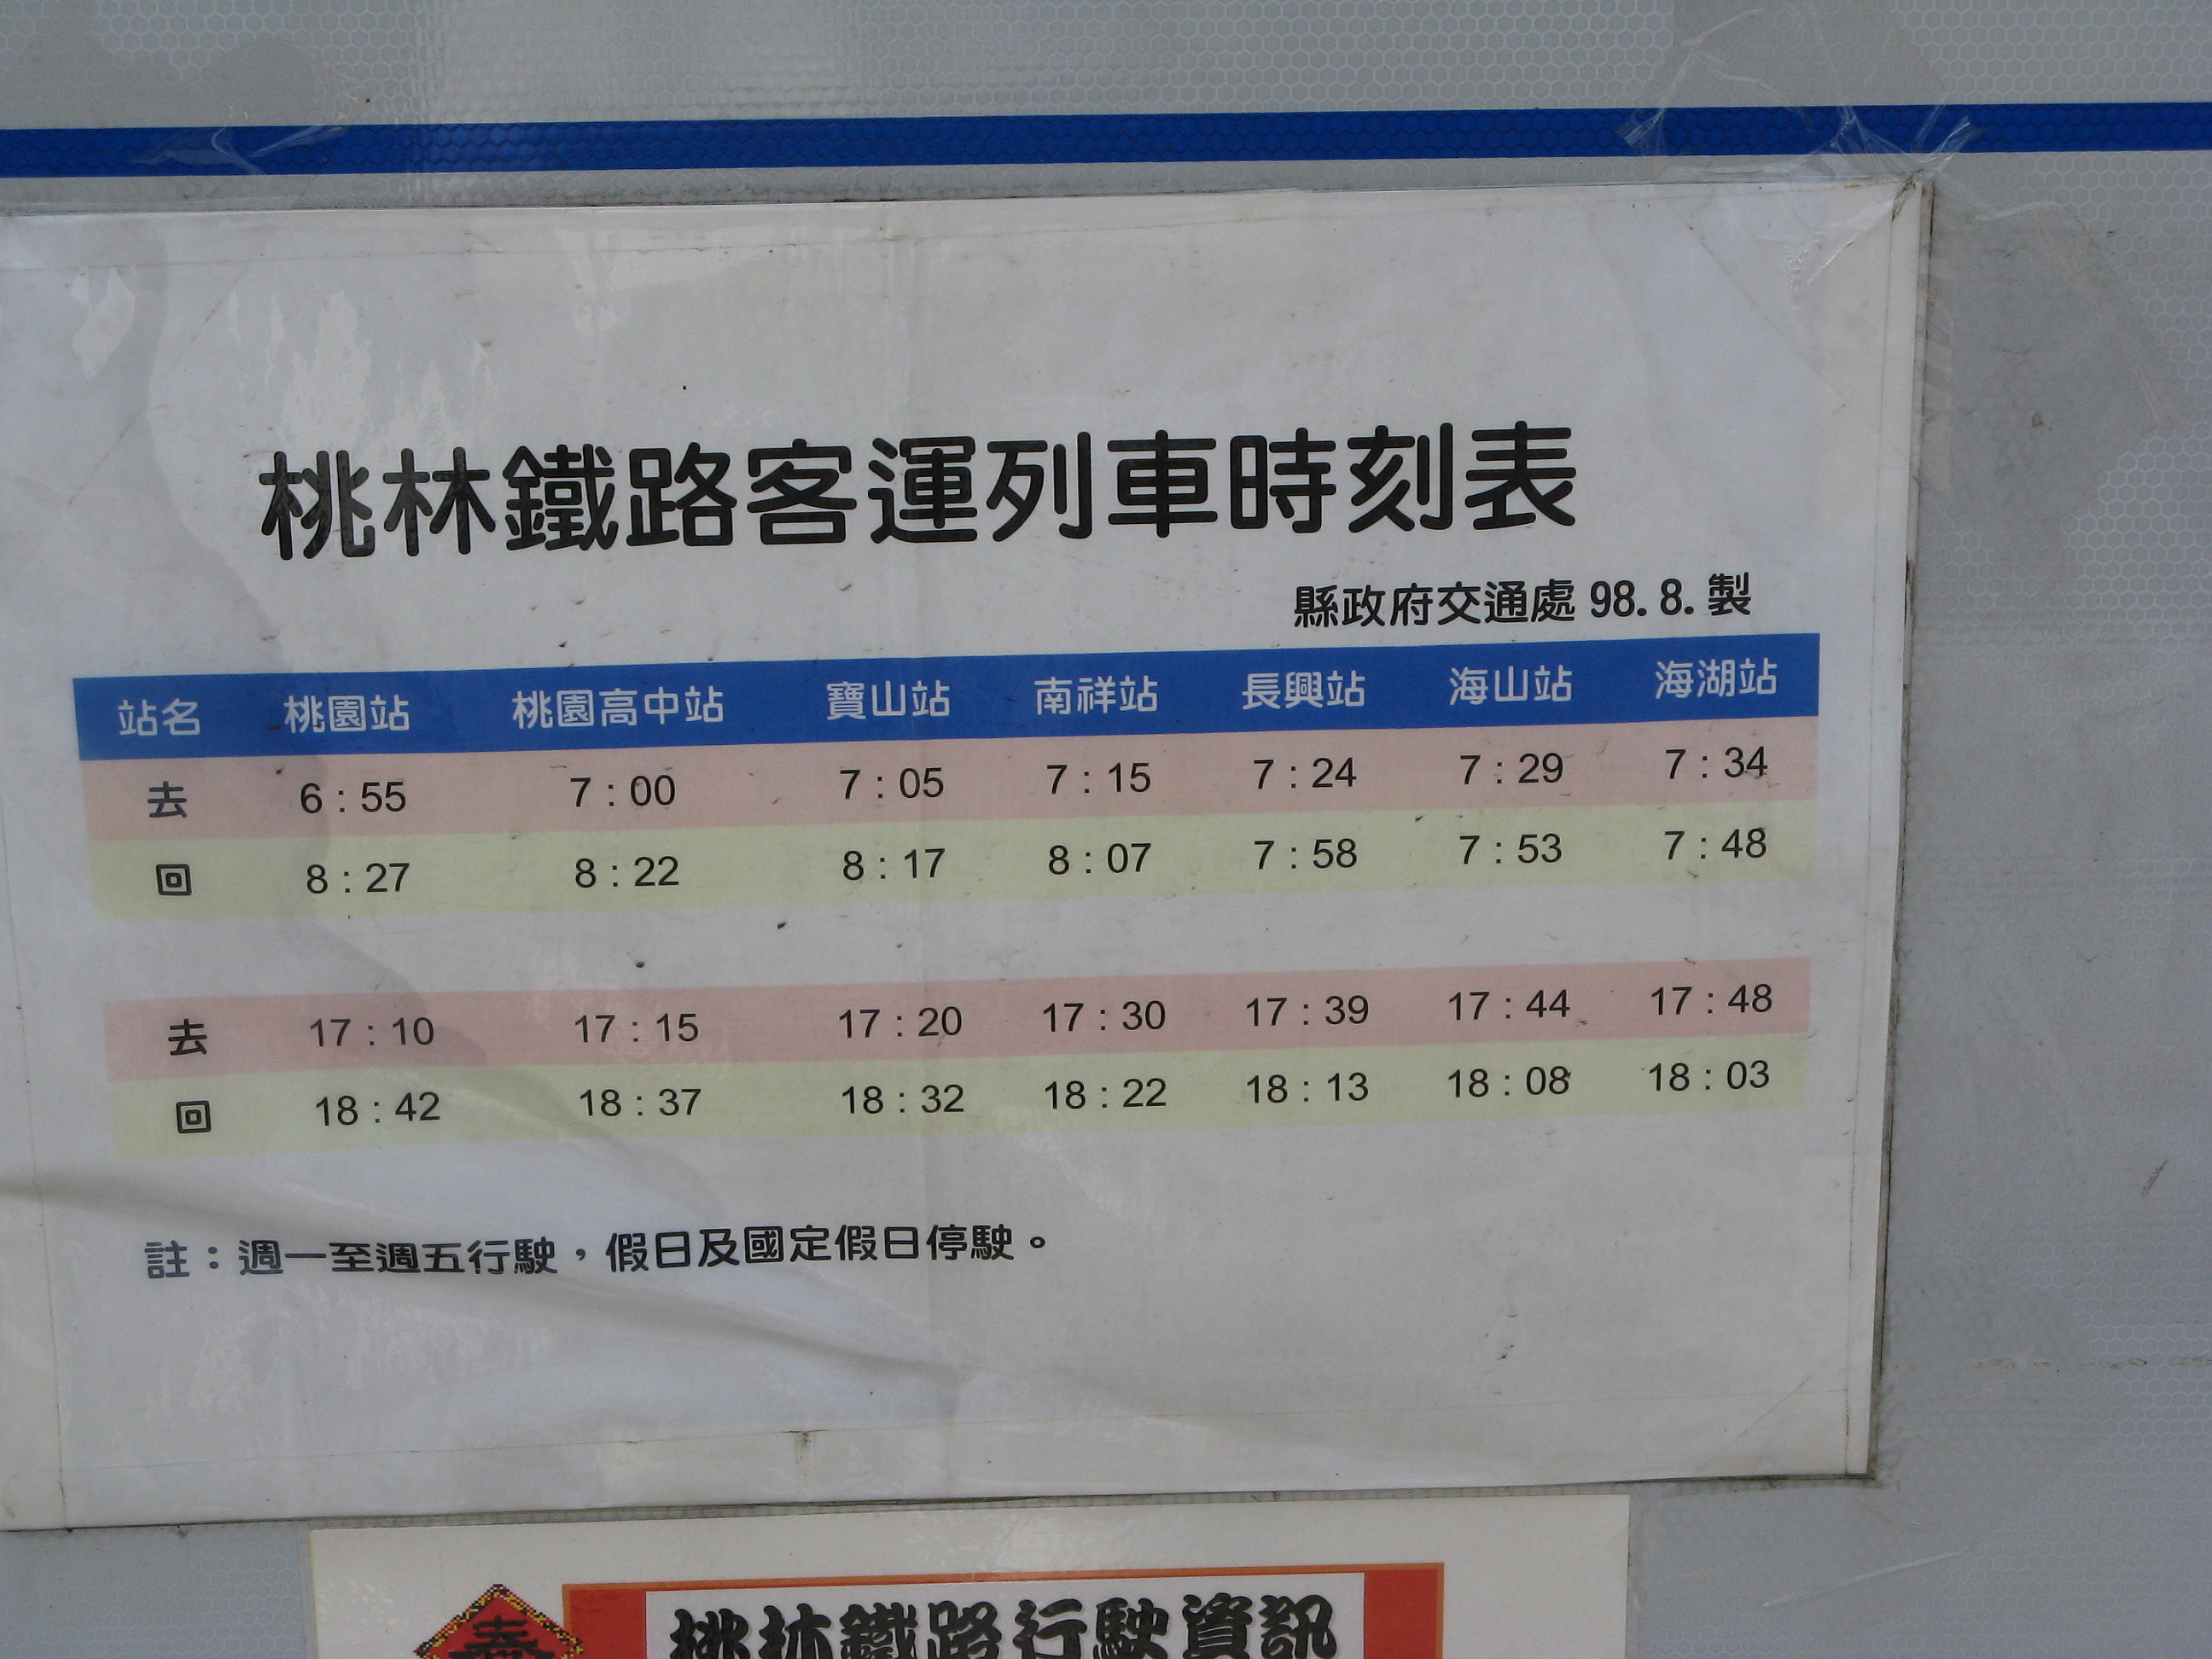 桃林鐵路客運列車時刻表
縣政府交通處 98.8.製
站名 桃園站 桃園高中站 寶山站 南祥站 長興站 海山站 海湖站
去 6:55 7:00 7:05 7:15 7:24 7:29 7:34
回 8:27 8:22 8:17 8:07 7:58 7:53 7:48
去 17:10 17:15 17:20 17:30 17:39 17:44 17:48
回 18:42 18:37 18:32 18:22 18:13 18:08 18:03
註：週一至週五行駛，假日及國定假日停駛。
桃林鐵路行駛資訊